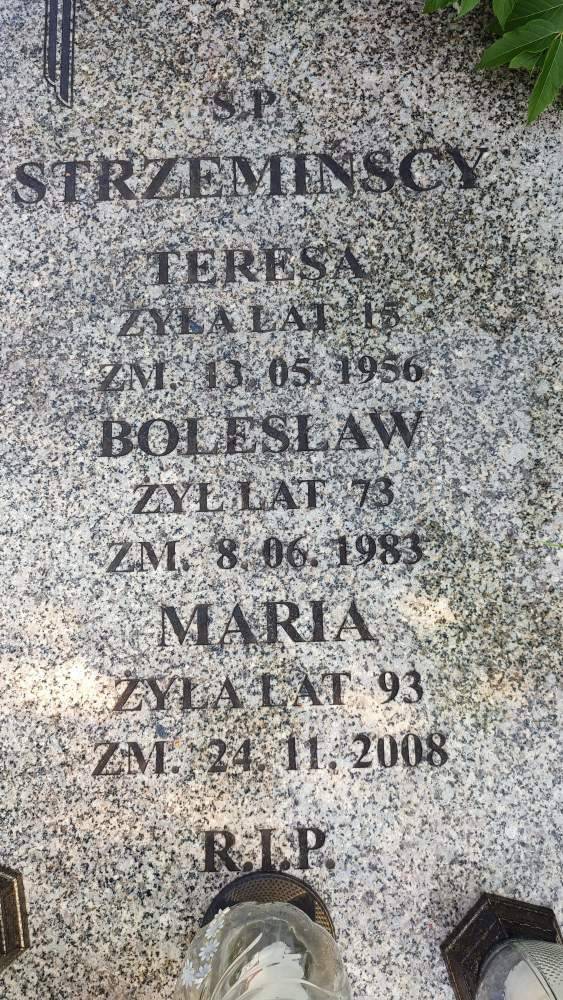 Ś.P.
STRZEMIŃSCY
TERESA
ŻYŁA LAT 15
ZM. 13. 05. 1956
BOLESŁAW
ŻYŁ LAT 73
ZM. 8. 06. 1983
MARIA
ŻYŁA LAT 93
ZM. 24. 11. 2008
R.I.P.